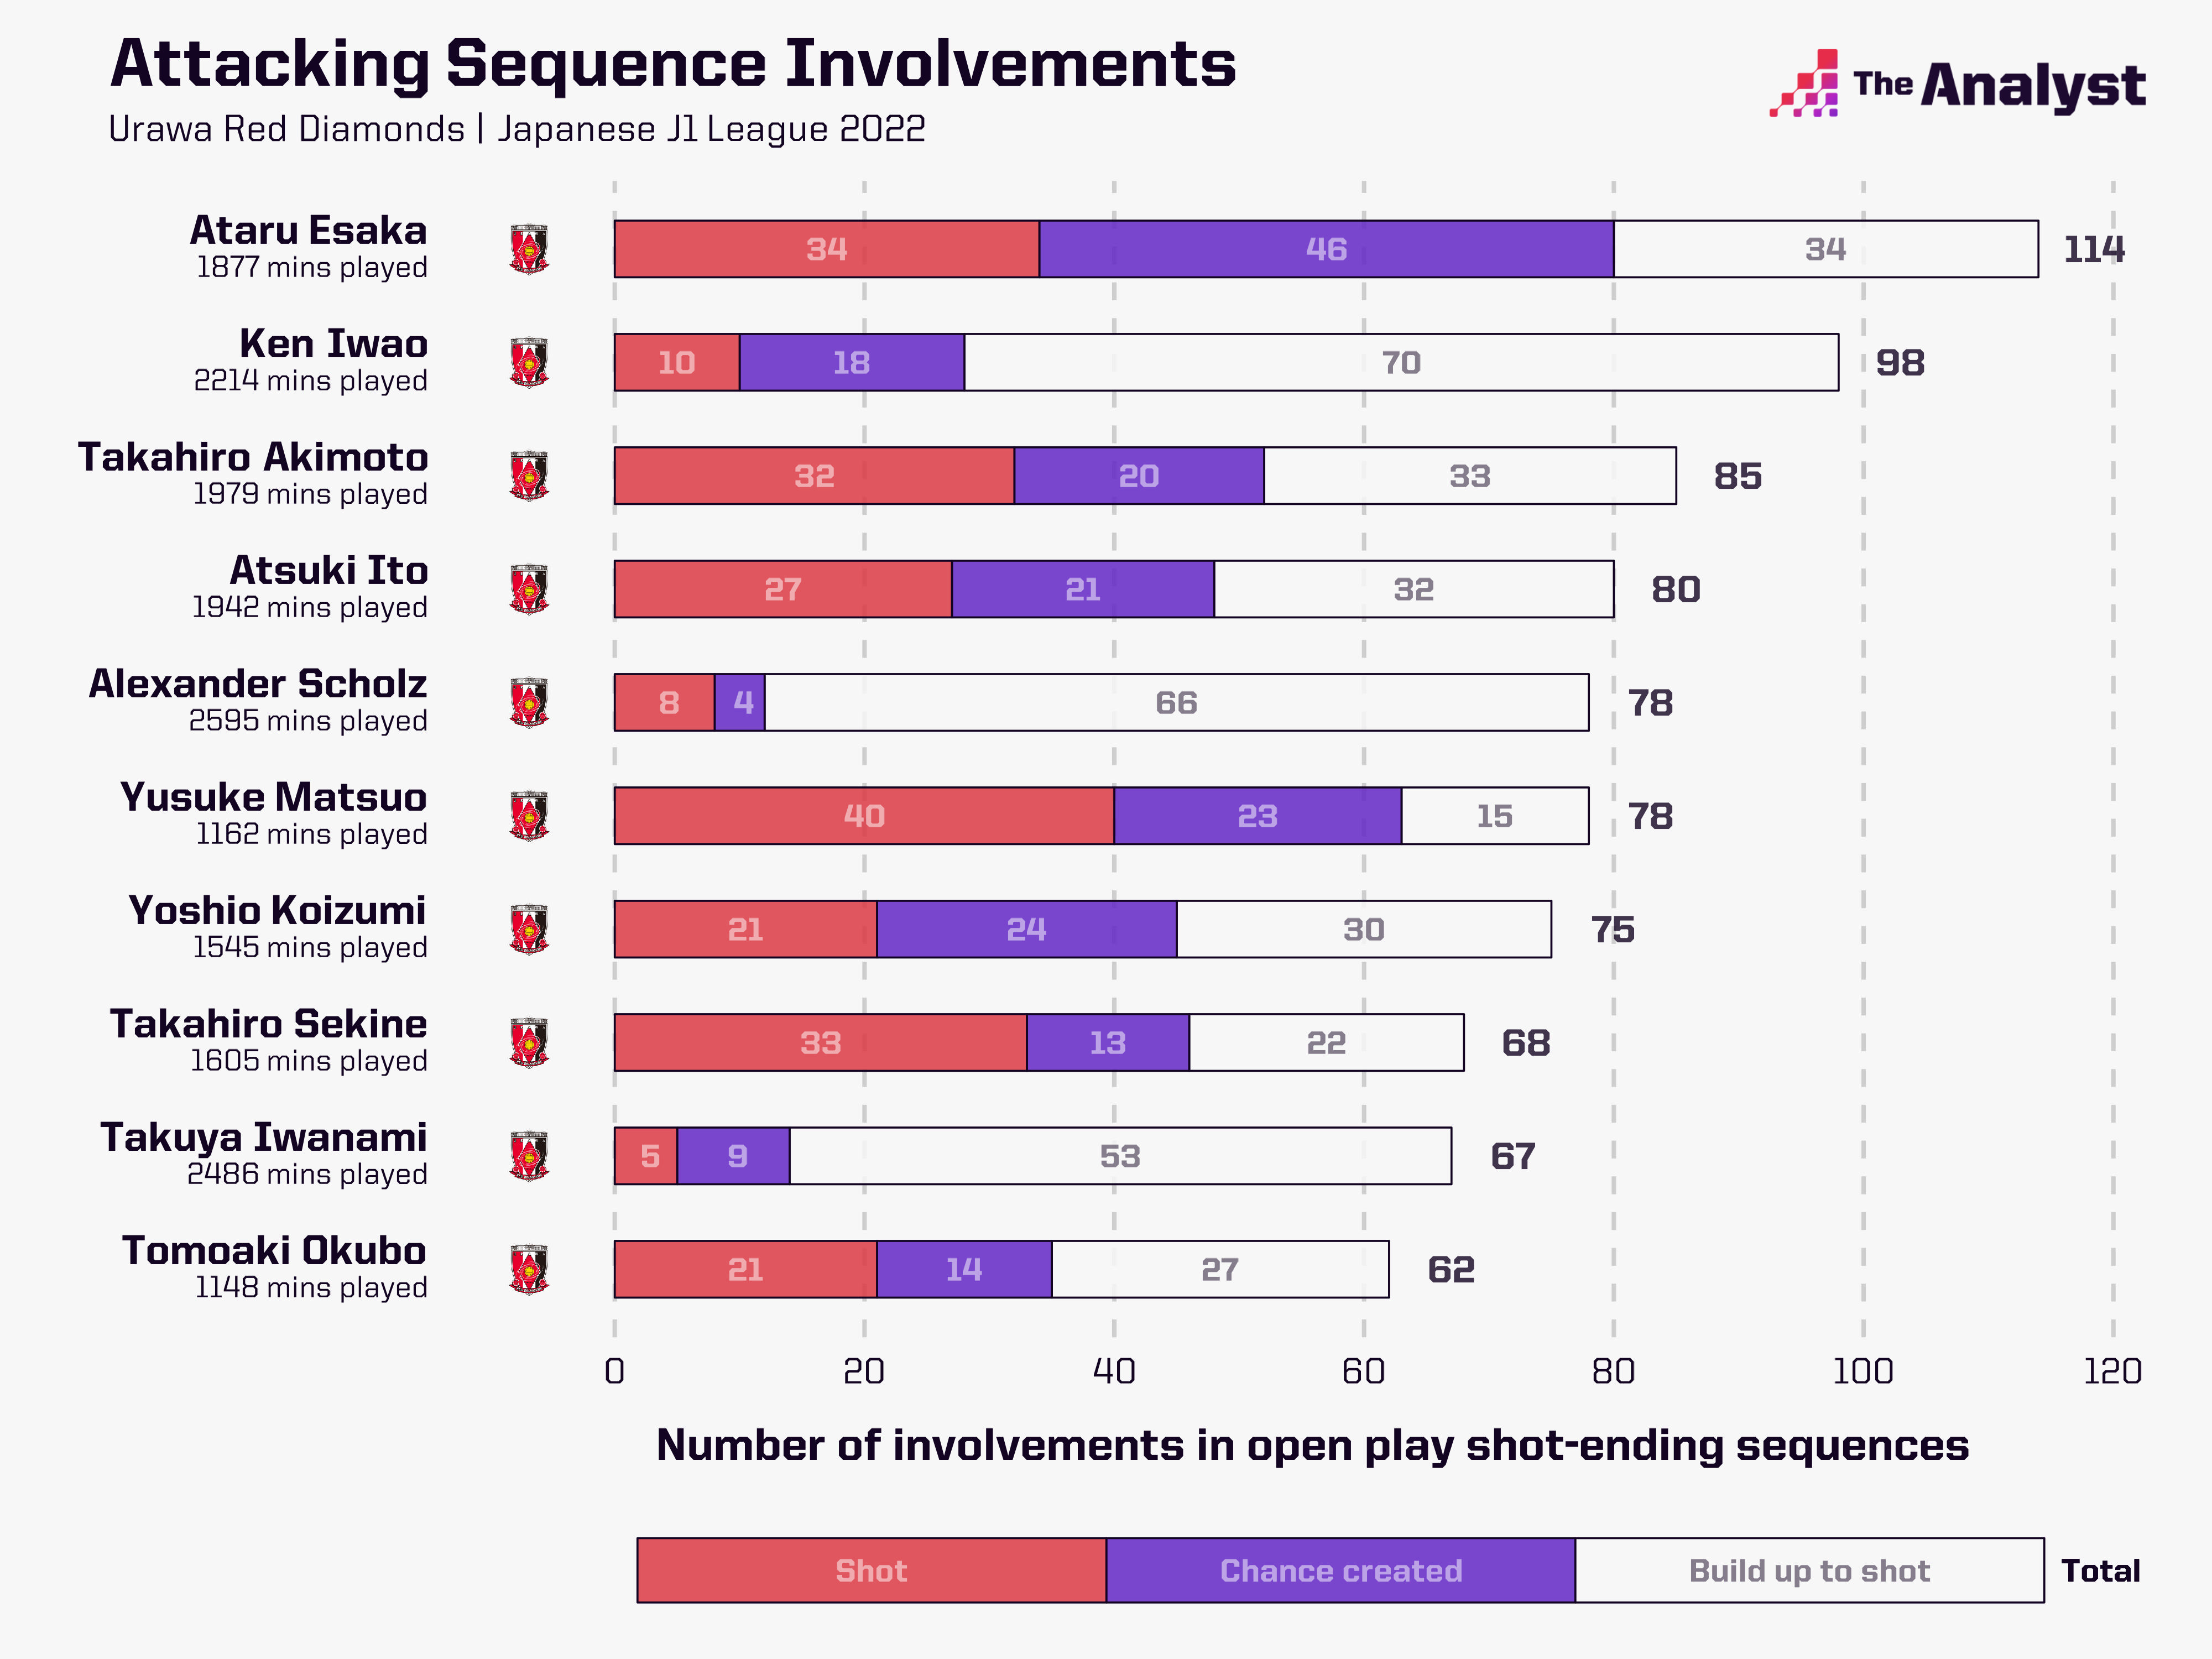 Attacking Sequence Involvements
Urawa Red Diamonds | Japanese J1 League 2022
The Analyst
Ataru Esaka
1877 mins played
34 46 34 114
Ken Iwao
2214 mins played
10 18 70 98
Takahiro Akimoto
1979 mins played
32 20 33 85
Atsuki Ito
1942 mins played
27 21 32 80
Alexander Scholz
2595 mins played
8 4 66 78
Yusuke Matsuo
1162 mins played
40 23 15 78
Yoshio Koizumi
1545 mins played
21 24 30 75
Takahiro Sekine
1605 mins played
33 13 22 68
Takuya Iwanami
2486 mins played
5 9 53 67
Tomoaki Okubo
1148 mins played
21 14 27 62
0 20 40 60 80 100 120
Number of involvements in open play shot-ending sequences
Shot Chance created Build up to shot Total